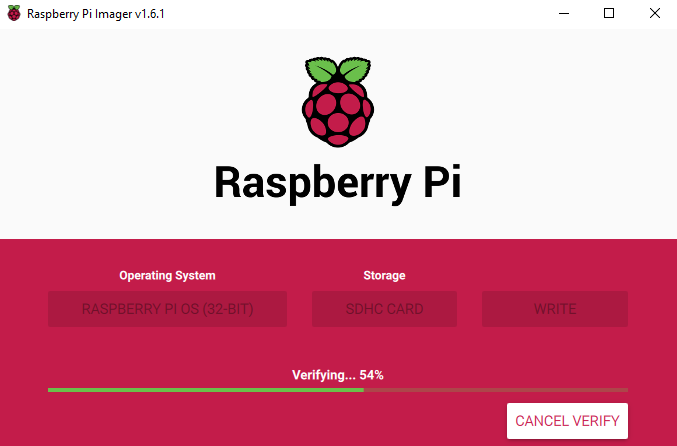 Raspberry Pi Imager v1.6.1
Raspberry Pi
Operating System
Storage
RASPBERRY PI OS (32-BIT)
SDHC CARD
WRITE
Verifying... 54%
CANCEL VERIFY